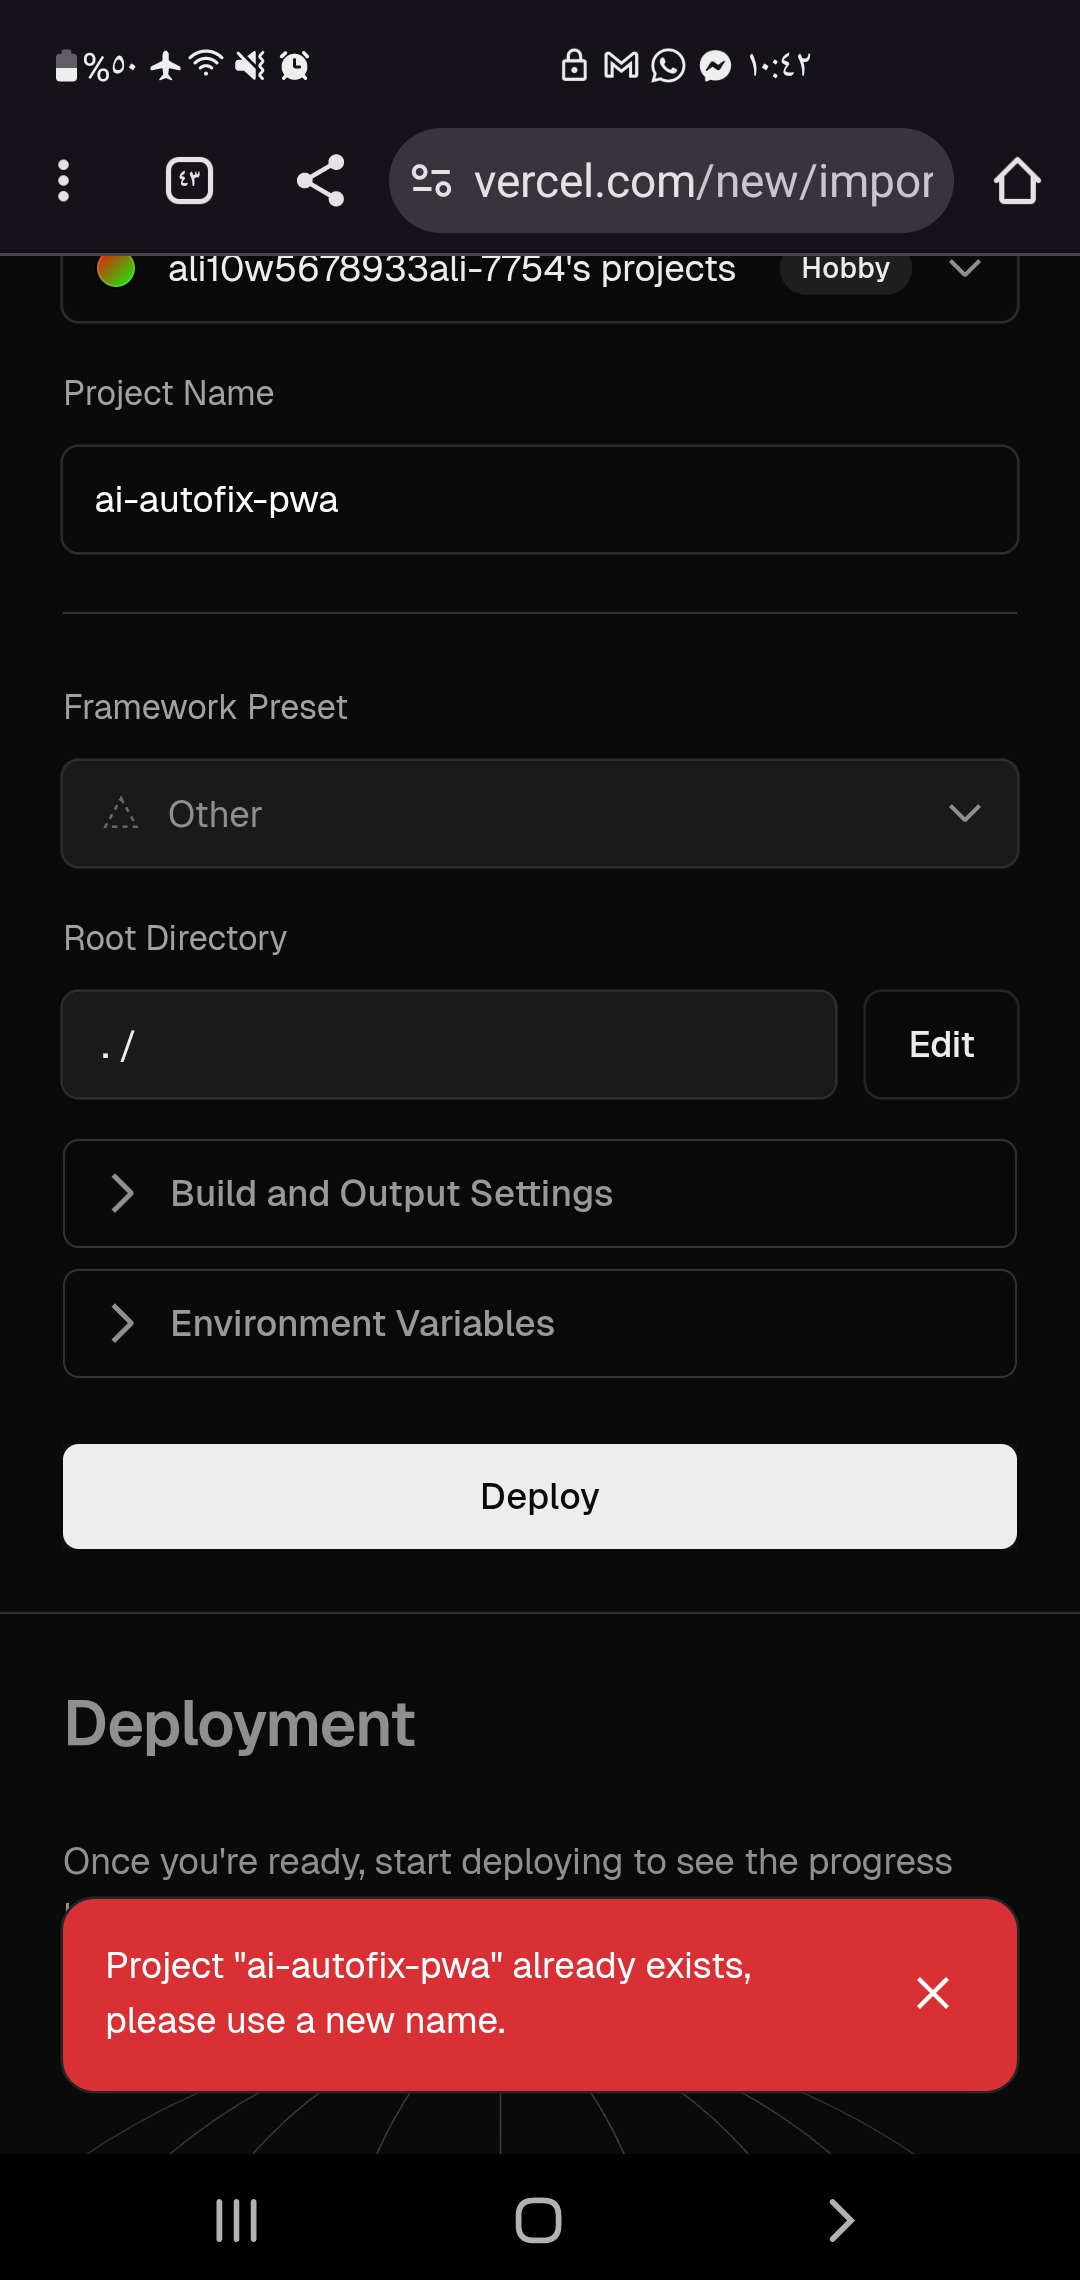 %٥٠
١٠:٤٢
٤٣
vercel.com/new/impor
ali10w5678933ali-7754's projects
Hobby
Project Name
ai-autofix-pwa
Framework Preset
Other
Root Directory
./
Edit
Build and Output Settings
Environment Variables
Deploy
Deployment
Once you're ready, start deploying to see the progress
Project "ai-autofix-pwa" already exists,
please use a new name.